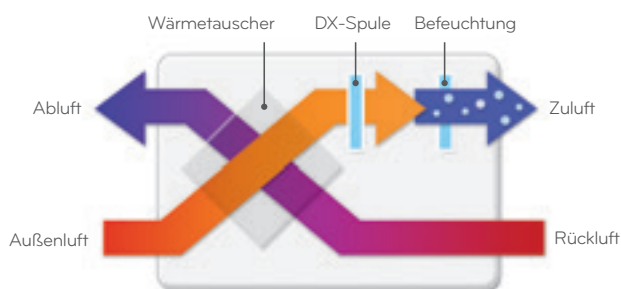 Wärmetauscher DX-Spule Befeuchtung
Abluft Zuluft
Außenluft Rückluft